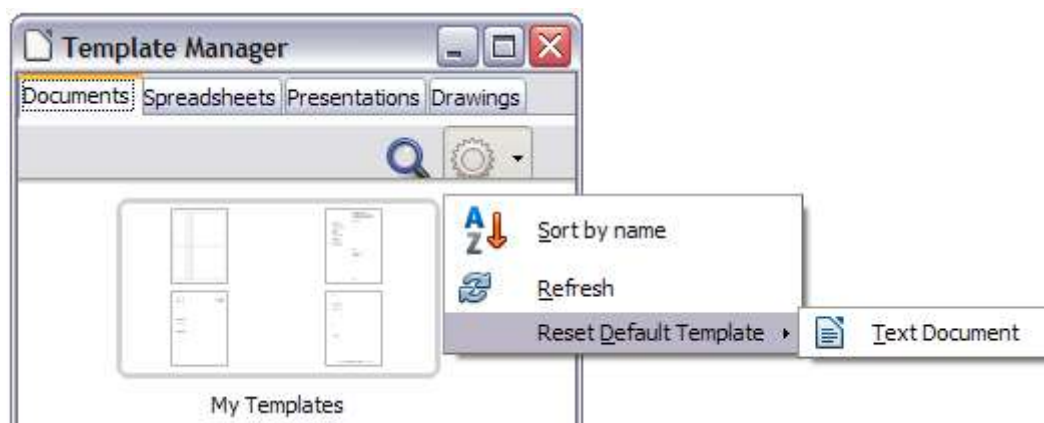 Template Manager
Documents Spreadsheets Presentations Drawings
A
Z
Sort by name
Refresh
Reset Default Template
Text Document
My Templates